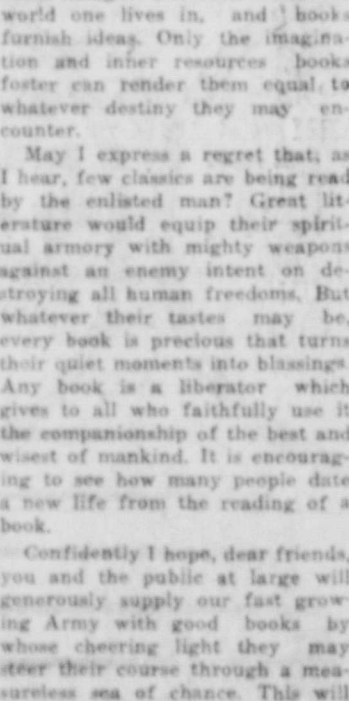 world one lives in, and books
furnish ideas. Only the imagina-
tion and inner resources books
foster can render them equal to
whatever destiny they may en-
counter.
May I express a regret that, as
I hear, few classics are being read
by the enlisted man? Great lit-
erature would equip their spirit-
ual armory with mighty weapons
against an enemy intent on de-
stroying all human freedoms. But
whatever their tastes may be,
every book is precious that turns
their quiet moments into blassings.
Any book is a liberator which
gives to all who faithfully use it
the companionship of the best and
wisest of mankind. It is encourag-
ing to see how many people date
a new life from the reading of a
book.
Confidently I hope, dear friends,
you and the public at large will
generously supply our fast grow-
ing Army with good books by
whose cheering light they may
steer their course through a mea-
sureless sea of chance. This will